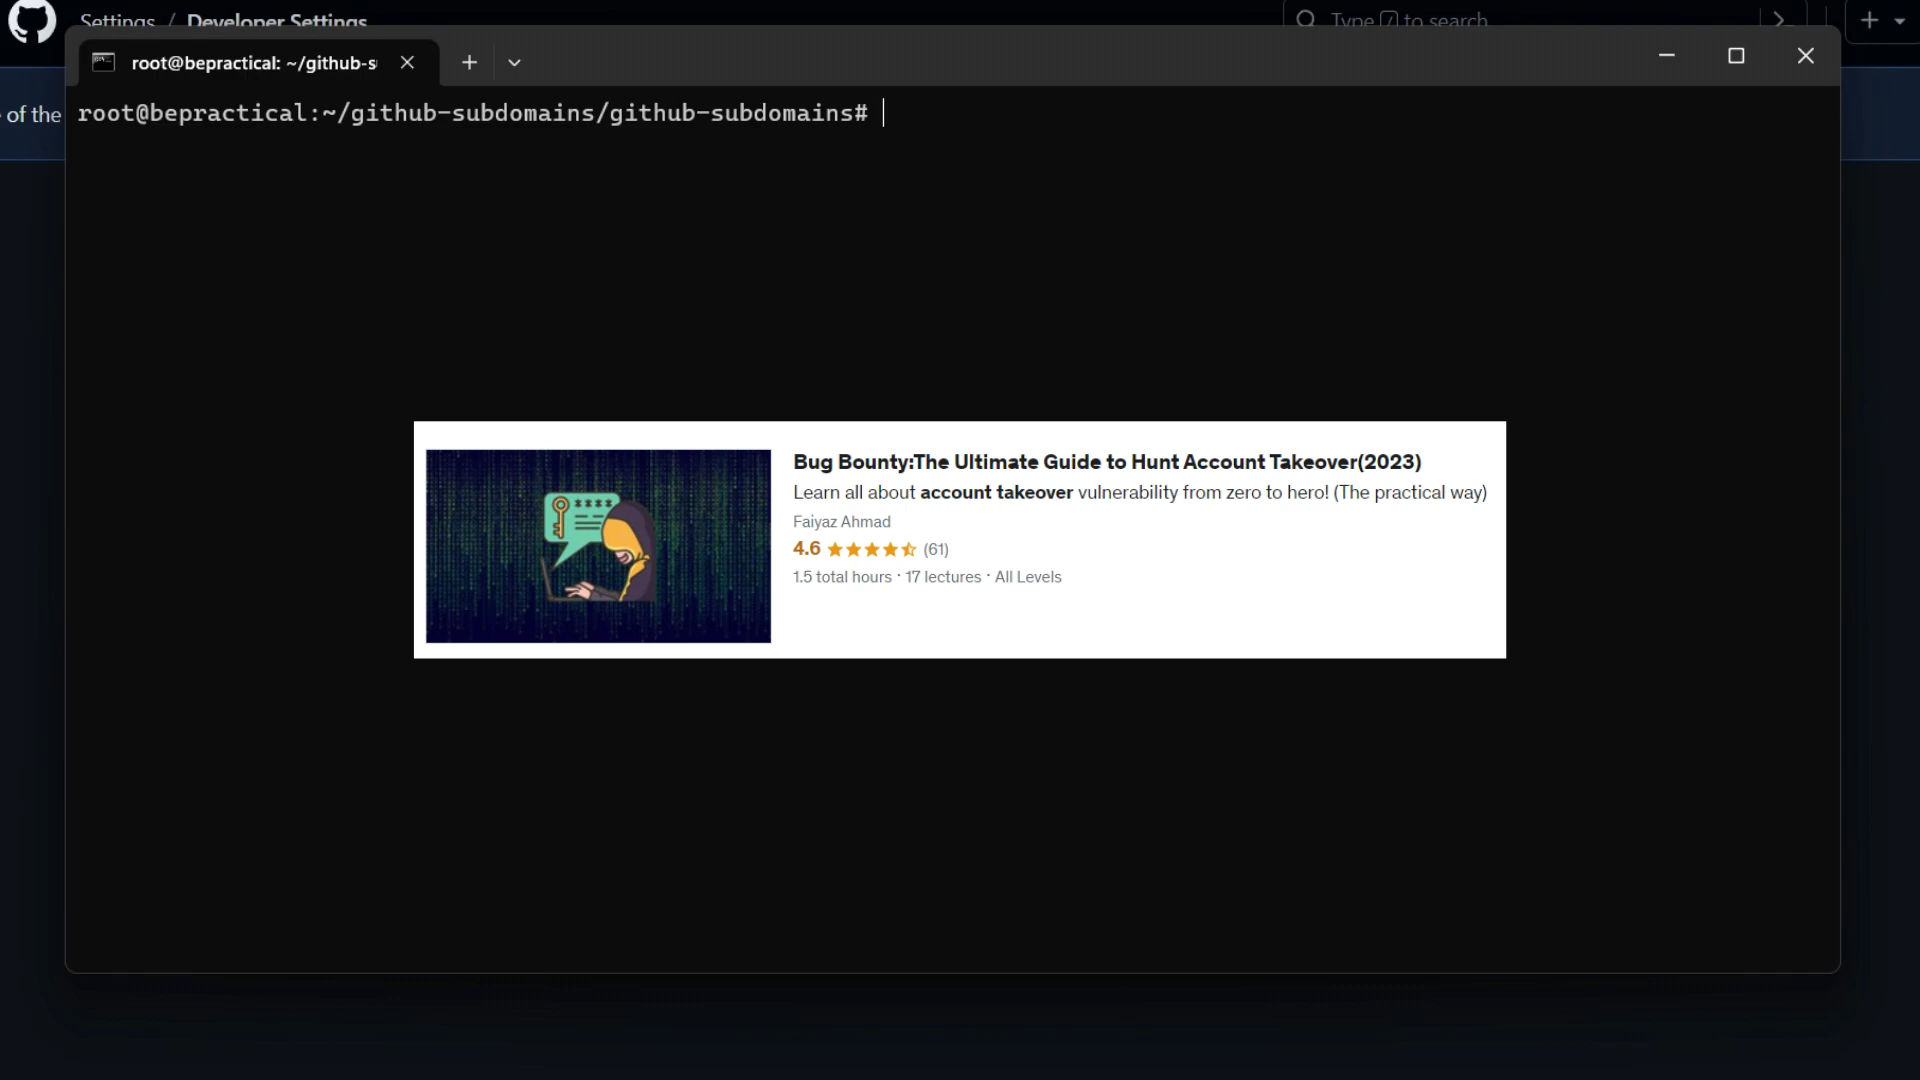 Settings / Developer Settings
Type / to search
root@bepractical: ~/github-s
of the
root@bepractical:~/github-subdomains/github-subdomains#
Bug Bounty:The Ultimate Guide to Hunt Account Takeover(2023)
Learn all about account takeover vulnerability from zero to hero! (The practical way)
Faiyaz Ahmad
4.6 (61)
1.5 total hours · 17 lectures · All Levels